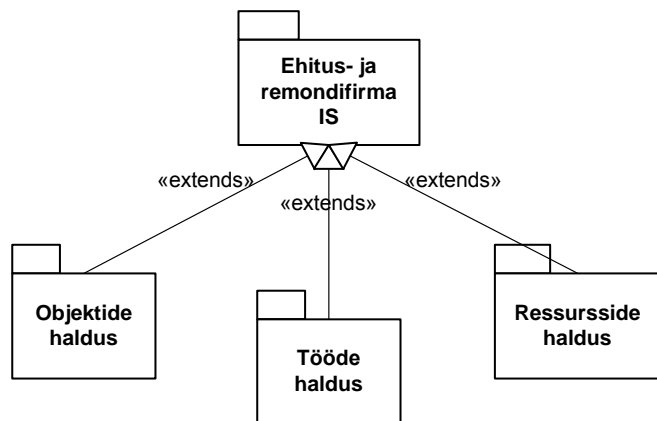 Ehitus- ja
remondifirma
IS
«extends»
«extends»
«extends»
Objektide
haldus
Tööde
haldus
Ressursside
haldus